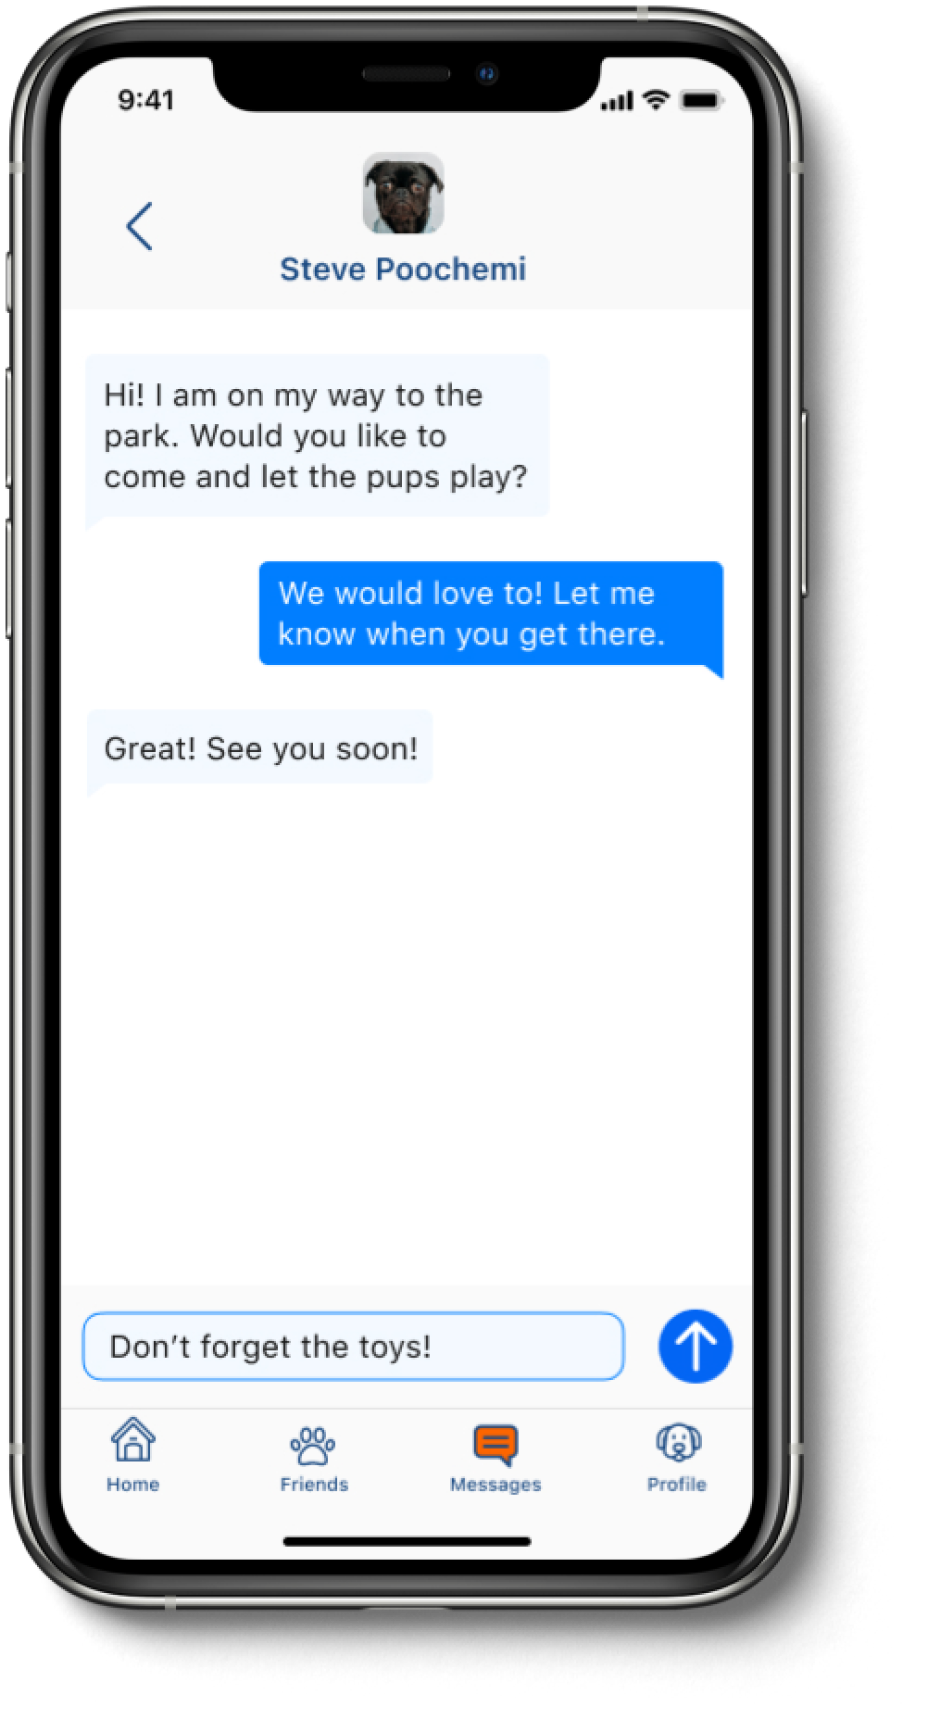 9:41
Steve Poochemi
Hi! I am on my way to the
park. Would you like to
come and let the pups play?
We would love to! Let me
know when you get there.
Great! See you soon!
Don’t forget the toys!
Home
Friends
Messages
Profile